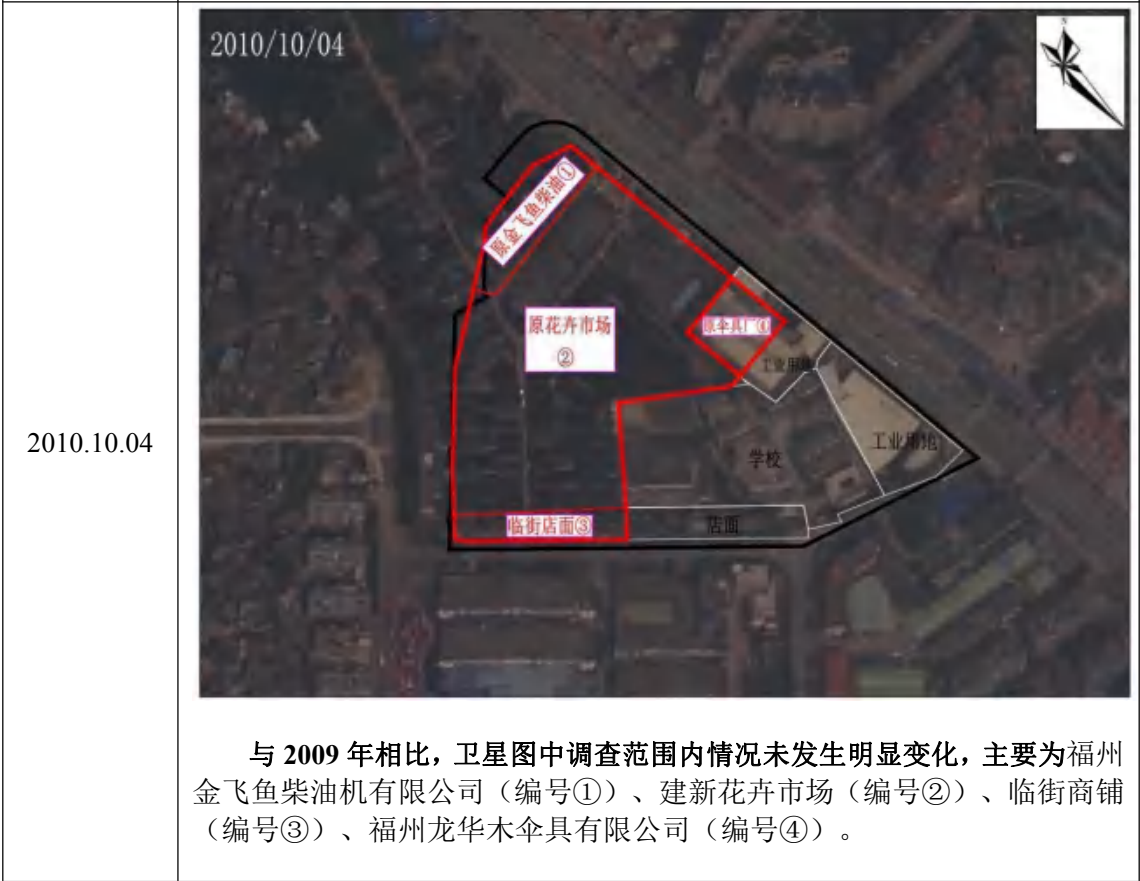 2010.10.04
2010/10/04
N
原金飞鱼柴油①
原花卉市场
②
原伞具厂④
工业用地
工业用地
学校
临街店面③
店面
与 2009 年相比，卫星图中调查范围内情况未发生明显变化，主要为福州
金飞鱼柴油机有限公司（编号①）、建新花卉市场（编号②）、临街商铺
（编号③）、福州龙华木伞具有限公司（编号④）。